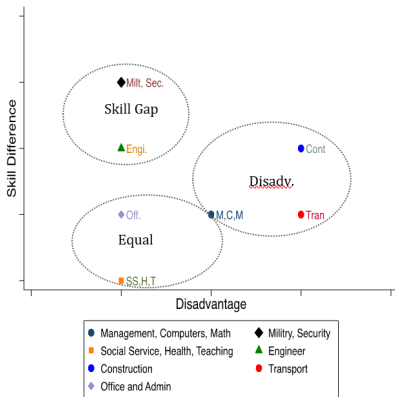 Milt, Sec.
Skill Gap
Engi.
Cont
Disadv.
Off.
M,C,M
Tran
Equal
SS,H,T
Skill Difference
Disadvantage
Management, Computers, Math
Militry, Security
Social Service, Health, Teaching
Engineer
Construction
Transport
Office and Admin